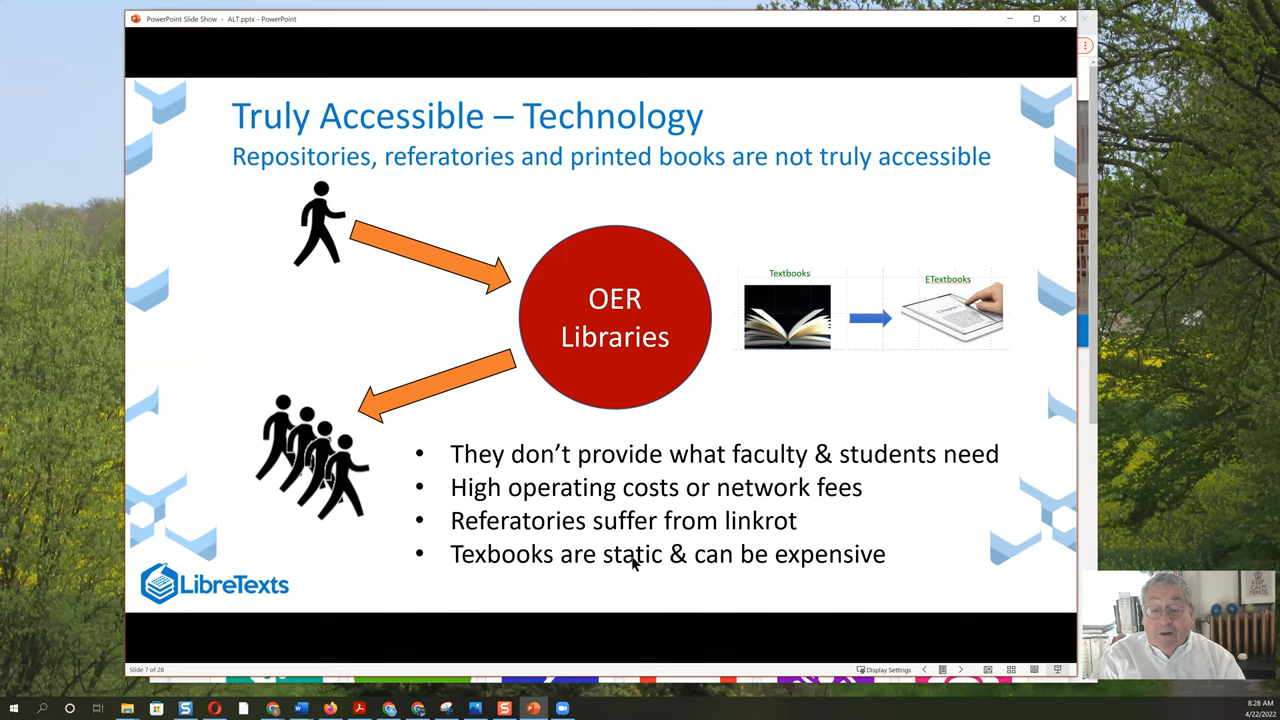 PowerPoint Slide Show - ALT.pptx - PowerPoint
Truly Accessible – Technology
Repositories, referatories and printed books are not truly accessible
OER
Libraries
Textbooks
ETextbooks
• They don't provide what faculty & students need
• High operating costs or network fees
• Referatories suffer from linkrot
• Texbooks are static & can be expensive
LibreTexts
KEEP
CALM
PERIOD
Slide 7 of 28
Display Settings
8:28 AM
4/22/2022